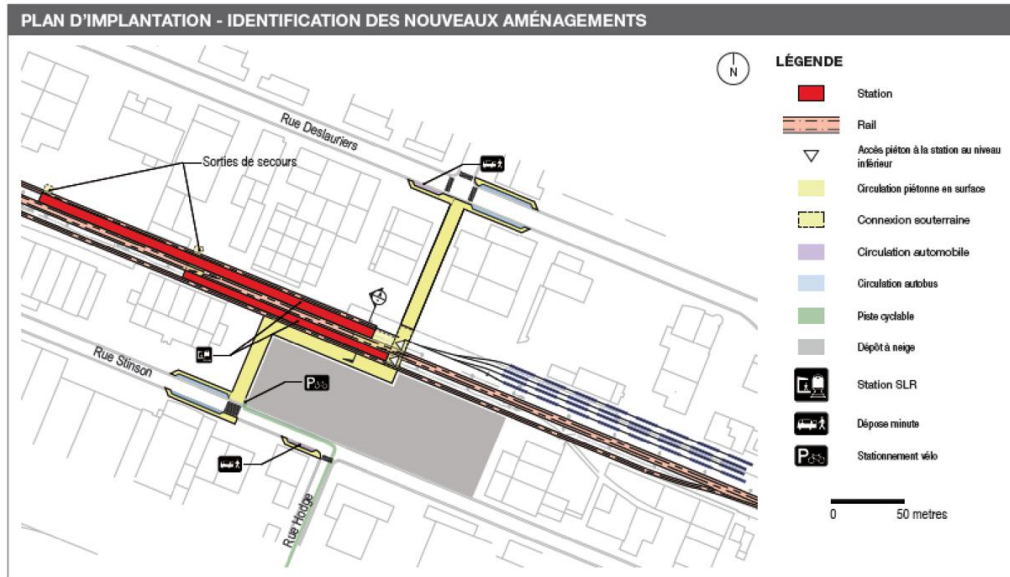 PLAN D'IMPLANTATION - IDENTIFICATION DES NOUVEAUX AMÉNAGEMENTS
N
LÉGENDE
Station
Rail
Accès piéton à la station au niveau
inférieur
Circulation piétonne en surface
Connexion souterraine
Circulation automobile
Circulation autobus
Piste cyclable
Dépôt à neige
Station SLR
Dépose minute
P
Stationnement vélo
0 50 metres
Rue Deslauriers
Sorties de secours
Rue Stinson
P
Rue Hodge